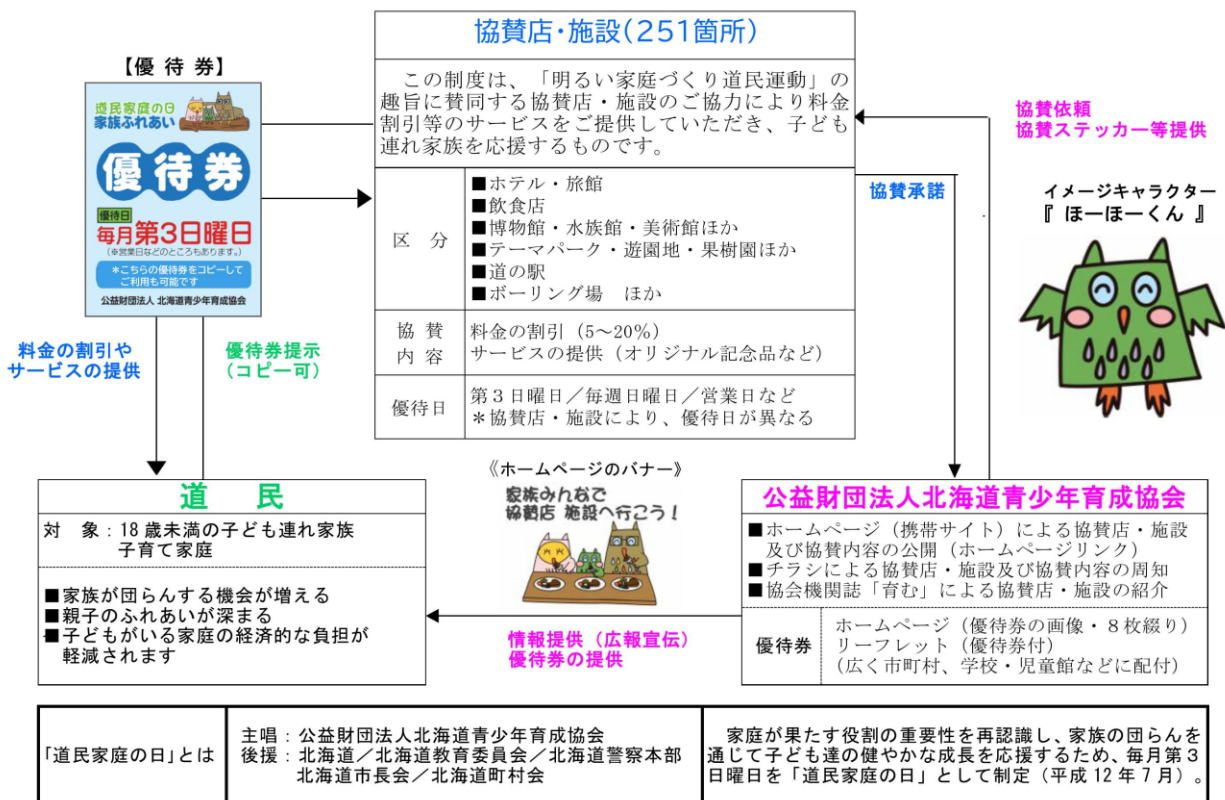 協賛店・施設(251箇所)
この制度は、「明るい家庭づくり道民運動」の
趣旨に賛同する協賛店・施設のご協力により料金
割引等のサービスをご提供していただき、子ども
連れ家族を応援するものです。
区　分
■ホテル・旅館
■飲食店
■博物館・水族館・美術館ほか
■テーマパーク・遊園地・果樹園ほか
■道の駅
■ボーリング場　ほか
協　賛
内　容
料金の割引（5～20％）
サービスの提供（オリジナル記念品など）
優待日
第３日曜日／毎週日曜日／営業日など
＊協賛店・施設により、優待日が異なる
【優 待 券】
道民家庭の日
家族ふれあい
優待券
優待日
毎月第3日曜日
(※営業日などのところもあります。)
＊こちらの優待券をコピーして
ご利用も可能です
公益財団法人 北海道青少年育成協会
料金の割引や
サービスの提供
優待券提示
（コピー可）
協賛依頼
協賛ステッカー等提供
協賛承諾
イメージキャラクター
『 ほーほーくん 』
道　民
対　象：18 歳未満の子ども連れ家族
子育て家庭
■家族が団らんする機会が増える
■親子のふれあいが深まる
■子どもがいる家庭の経済的な負担が
軽減されます
《ホームページのバナー》
家族みんなで
協賛店 施設へ行こう！
情報提供（広報宣伝）
優待券の提供
公益財団法人北海道青少年育成協会
■ホームページ（携帯サイト）による協賛店・施設
及び協賛内容の公開（ホームページリンク）
■チラシによる協賛店・施設及び協賛内容の周知
■協会機関誌「育む」による協賛店・施設の紹介
優待券
ホームページ（優待券の画像・８枚綴り）
リーフレット（優待券付）
（広く市町村、学校・児童館などに配付）
「道民家庭の日」とは
主唱：公益財団法人北海道青少年育成協会
後援：北海道／北海道教育委員会／北海道警察本部
北海道市長会／北海道町村会
家庭が果たす役割の重要性を再認識し、家族の団らんを
通じて子ども達の健やかな成長を応援するため、毎月第３
日曜日を「道民家庭の日」として制定（平成 12 年７月）。